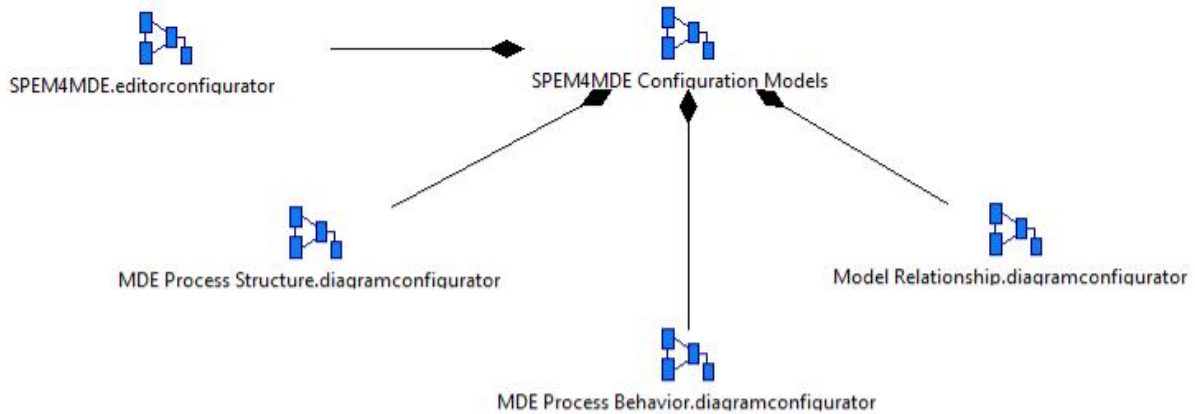 SPEM4MDE.editorconfigurator
SPEM4MDE Configuration Models
MDE Process Structure.diagramconfigurator
Model Relationship.diagramconfigurator
MDE Process Behavior.diagramconfigurator